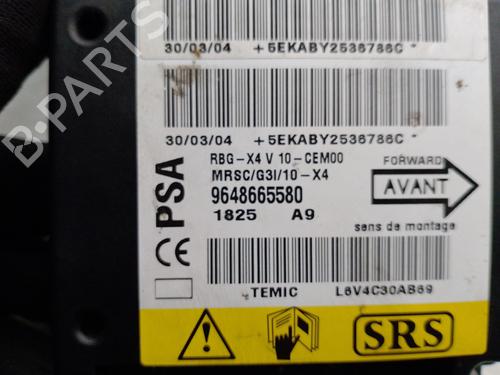 30/03/04 +5EKABY2536786C*
30/03/04 +5EKABY2536786C*
PSA
RBG-X4 V 10-CEM00
MRSC/G3I/10-X4
9648665580
1825 A9
FORWARD
AVANT
sens de montage
CE
TEMIC L6V4C30AB69
SRS